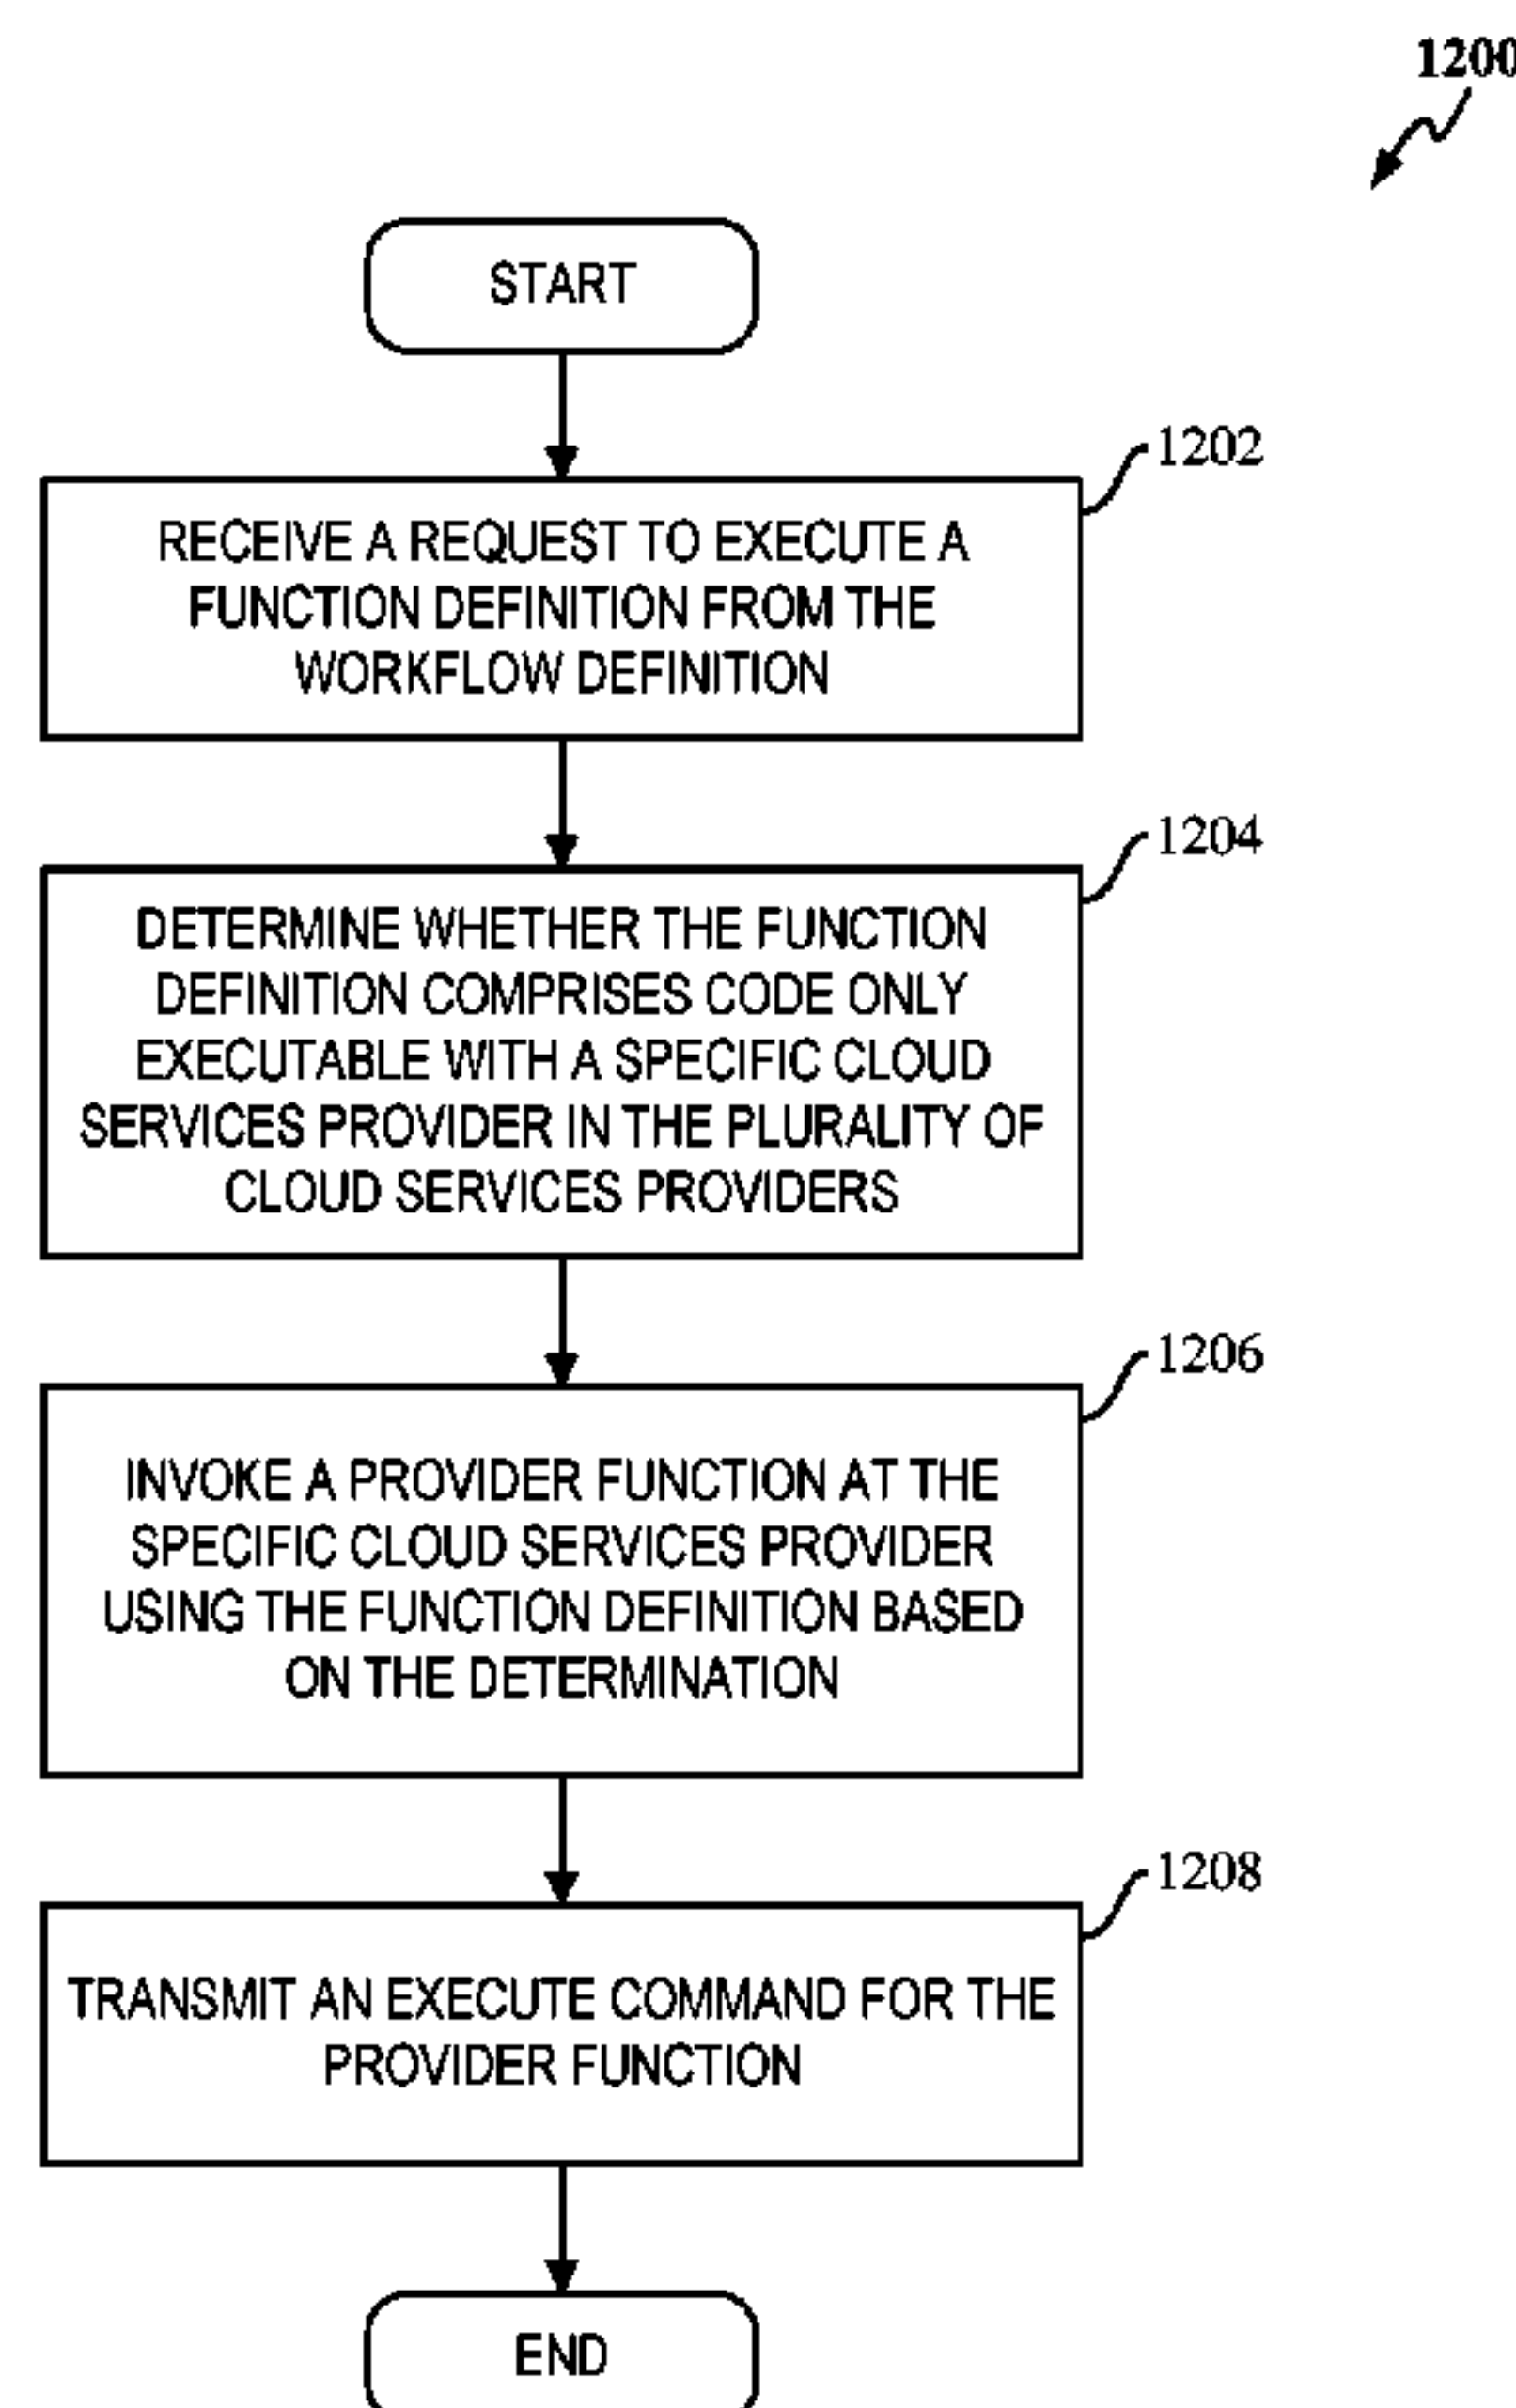 1200
START
1202
RECEIVE A REQUEST TO EXECUTE A
FUNCTION DEFINITION FROM THE
WORKFLOW DEFINITION
1204
DETERMINE WHETHER THE FUNCTION
DEFINITION COMPRISES CODE ONLY
EXECUTABLE WITH A SPECIFIC CLOUD
SERVICES PROVIDER IN THE PLURALITY OF
CLOUD SERVICES PROVIDERS
1206
INVOKE A PROVIDER FUNCTION AT THE
SPECIFIC CLOUD SERVICES PROVIDER
USING THE FUNCTION DEFINITION BASED
ON THE DETERMINATION
1208
TRANSMIT AN EXECUTE COMMAND FOR THE
PROVIDER FUNCTION
END